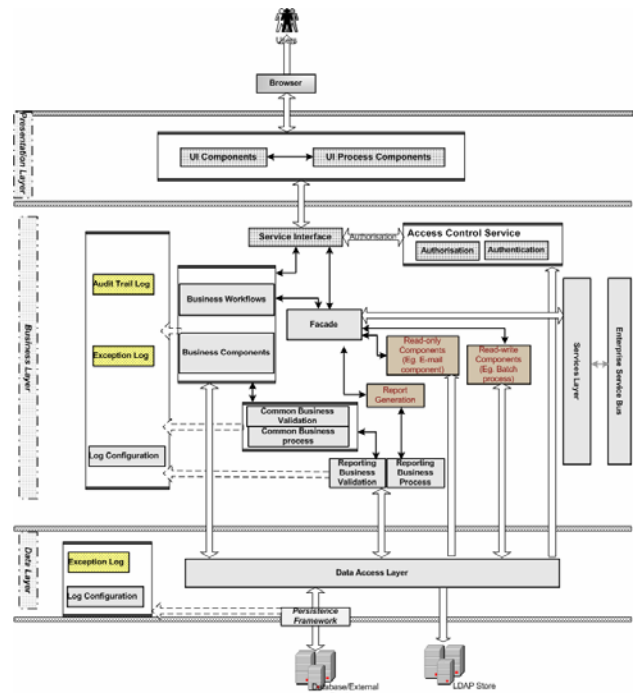 Users
Browser
Presentation Layer
UI Components
UI Process Components
Business Layer
Service Interface
Authorisation
Access Control Service
Authorisation
Authentication
Audit Trail Log
Business Workflows
Facade
Exception Log
Business Components
Read-only
Components
(Eg. E-mail
component)
Read-write
Components
(Eg. Batch
process)
Services Layer
Enterprise Service Bus
Report
Generation
Common Business
Validation
Common Business
process
Log Configuration
Reporting
Business
Validation
Reporting
Business
Process
Data Layer
Exception Log
Log Configuration
Data Access Layer
Persistence
Framework
Database/External
LDAP Store